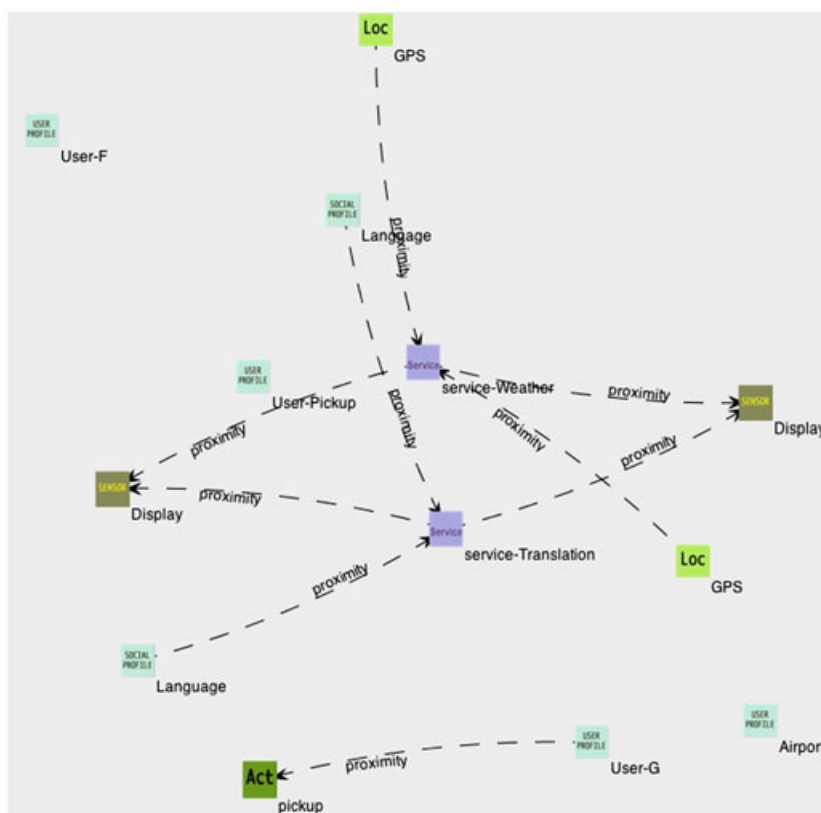 Loc
GPS
USER
PROFILE
User-F
SOCIAL
PROFILE
Language
proximity
Service
service-Weather
USER
PROFILE
User-Pickup
proximity
SENSOR
Display
proximity
proximity
proximity
proximity
SENSOR
Display
proximity
Service
service-Translation
proximity
Loc
GPS
SOCIAL
PROFILE
Language
USER
PROFILE
Airpor
USER
PROFILE
User-G
proximity
Act
pickup